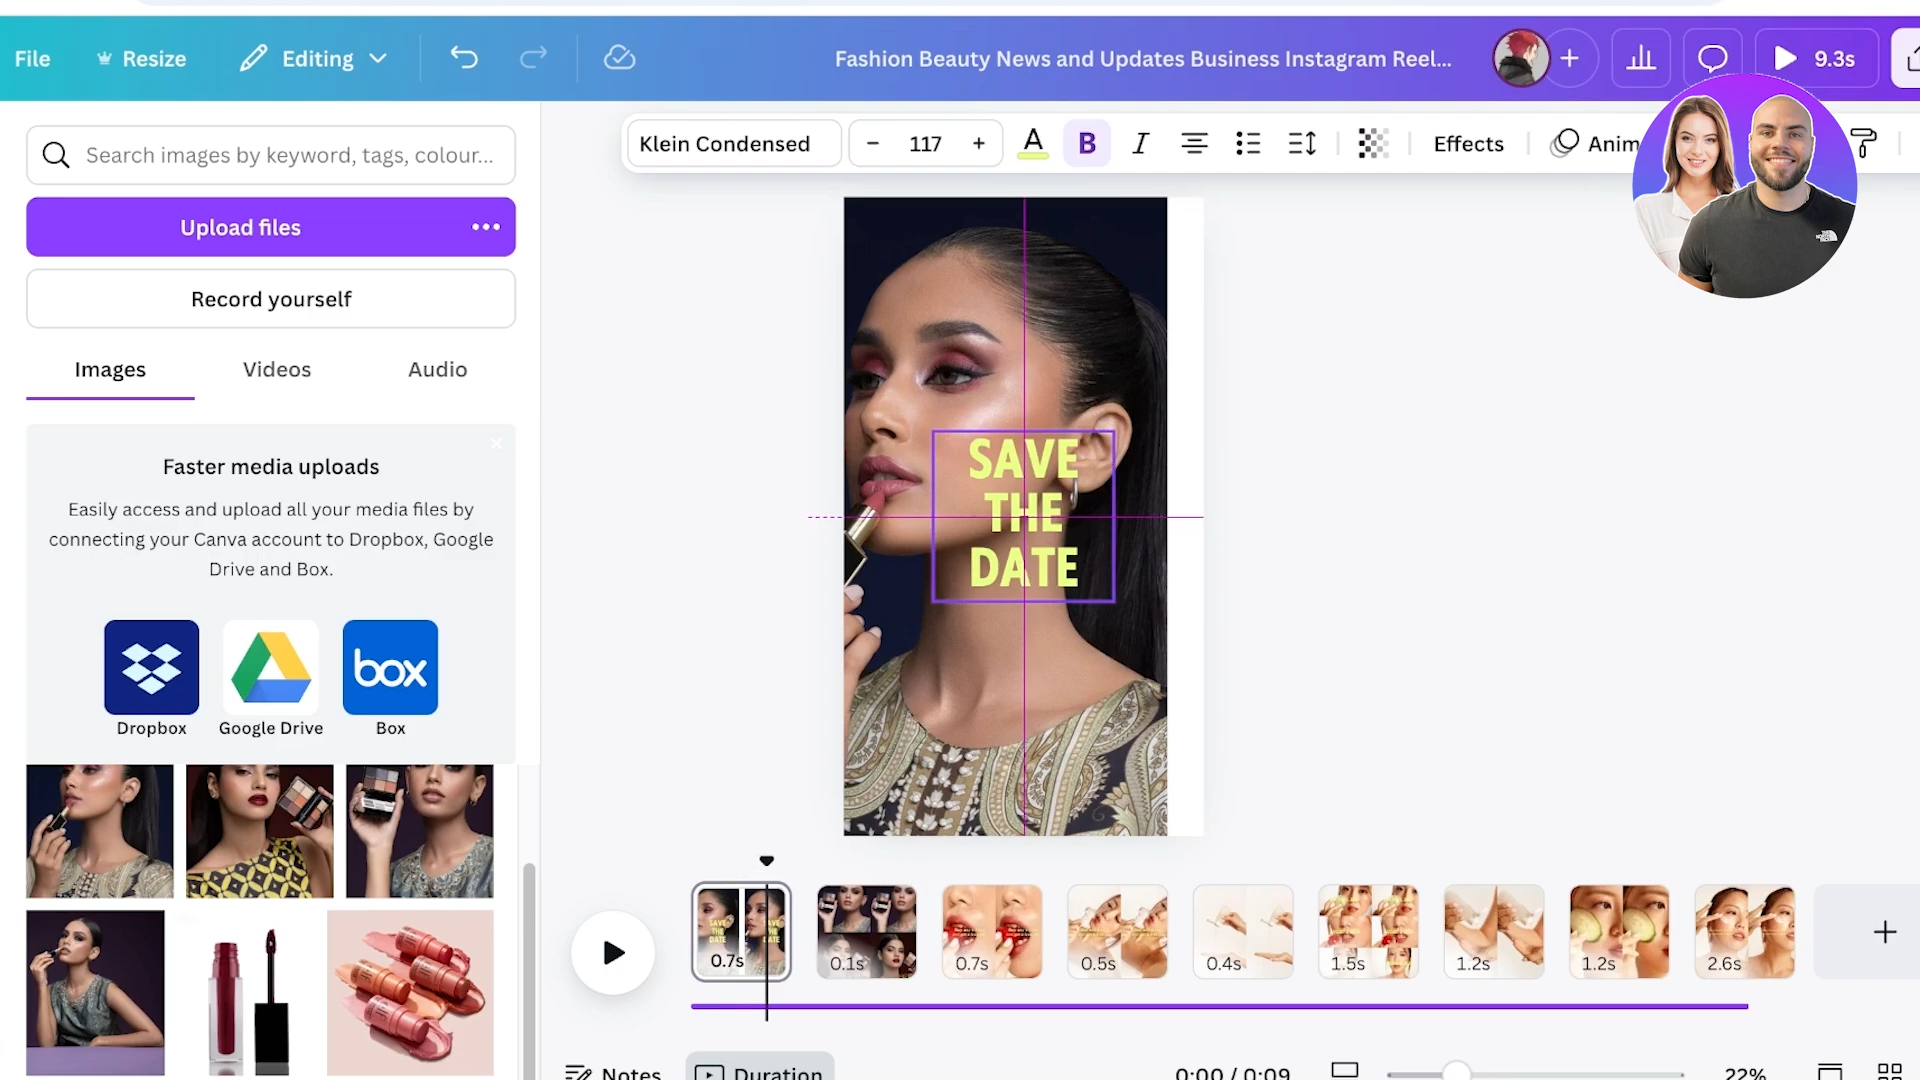 File
Resize
Editing
Fashion Beauty News and Updates Business Instagram Reel...
9.3s
Search images by keyword, tags, colour...
Upload files
Record yourself
Images
Videos
Audio
Klein Condensed
- 117 +
A
B
I
Effects
Anim
Faster media uploads
Easily access and upload all your media files by
connecting your Canva account to Dropbox, Google
Drive and Box.
box
Dropbox
Google Drive
Box
SAVE
THE
DATE
SAVE
THE
DATE
0.7s
0.1s
0.7s
0.5s
0.4s
1.5s
1.2s
1.2s
2.6s
Notes
Duration
0:00 / 0:09
22%